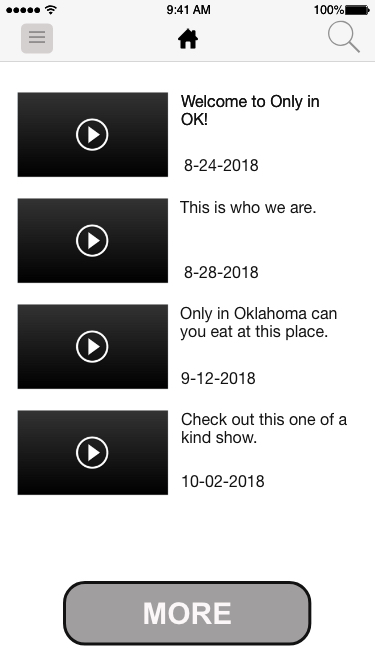 9:41 AM
100%
Welcome to Only in
OK!
8-24-2018
This is who we are.
8-28-2018
Only in Oklahoma can
you eat at this place.
9-12-2018
Check out this one of a
kind show.
10-02-2018
MORE